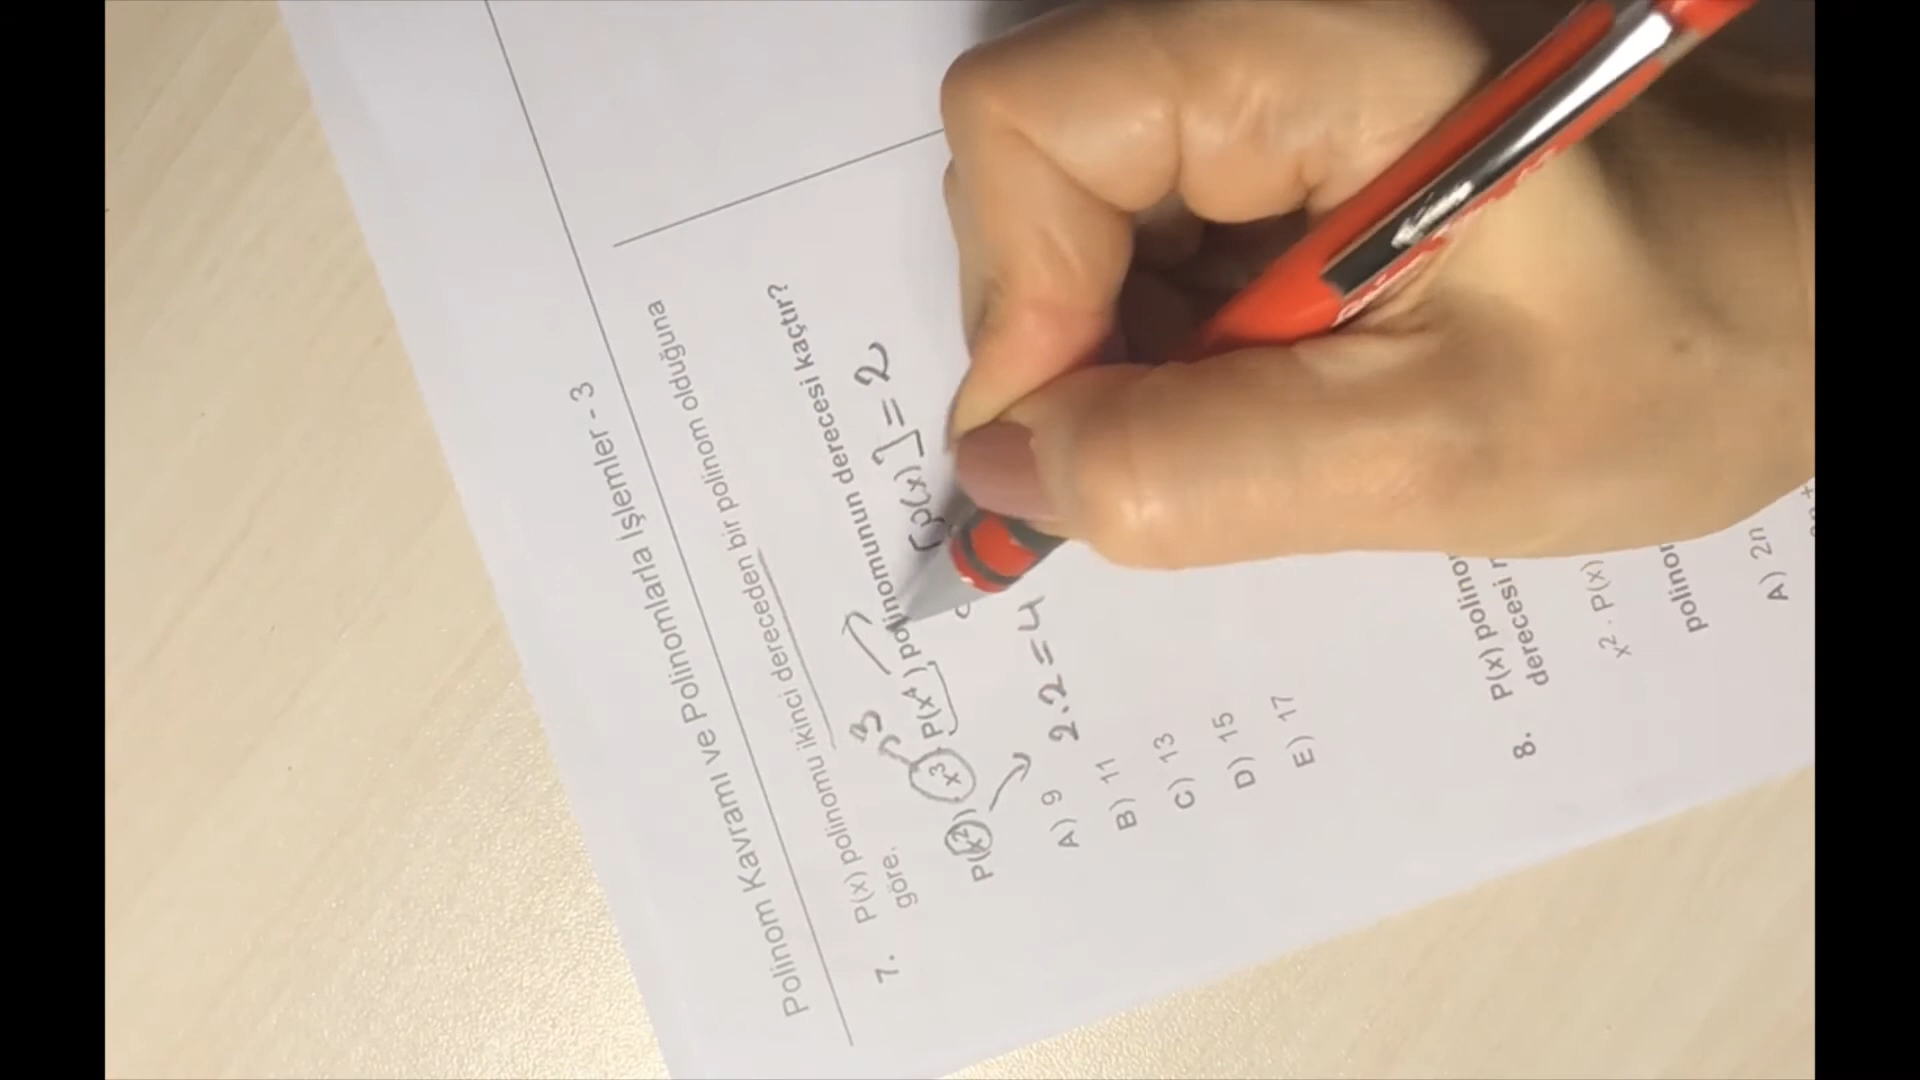 Polinom Kavramı ve Polinomlarla İşlemler - 3
7. P(x) polinomu ikinci dereceden bir polinom olduğuna
göre,
3
P(x²) (x³) P(x⁴) polinomunun derecesi kaçtır?
[P(x)] = 2
A) 9 2.2=4
B) 11
C) 13
D) 15
E) 17
8. P(x) polino
derecesi
x² . P(x)
polino
A) 2n